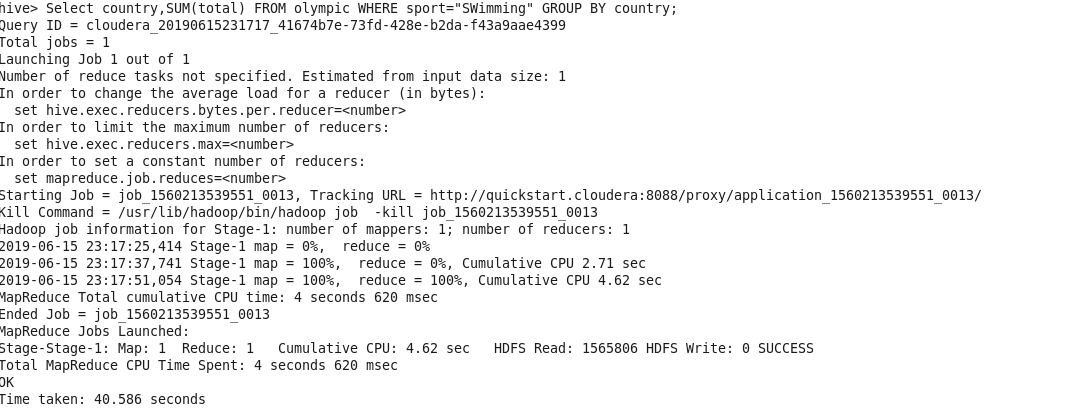 hive> Select country,SUM(total) FROM olympic WHERE sport="SWimming" GROUP BY country;
Query ID = cloudera_20190615231717_41674b7e-73fd-428e-b2da-f43a9aae4399
Total jobs = 1
Launching Job 1 out of 1
Number of reduce tasks not specified. Estimated from input data size: 1
In order to change the average load for a reducer (in bytes):
  set hive.exec.reducers.bytes.per.reducer=<number>
In order to limit the maximum number of reducers:
  set hive.exec.reducers.max=<number>
In order to set a constant number of reducers:
  set mapreduce.job.reduces=<number>
Starting Job = job_1560213539551_0013, Tracking URL = http://quickstart.cloudera:8088/proxy/application_1560213539551_0013/
Kill Command = /usr/lib/hadoop/bin/hadoop job  -kill job_1560213539551_0013
Hadoop job information for Stage-1: number of mappers: 1; number of reducers: 1
2019-06-15 23:17:25,414 Stage-1 map = 0%,  reduce = 0%
2019-06-15 23:17:37,741 Stage-1 map = 100%,  reduce = 0%, Cumulative CPU 2.71 sec
2019-06-15 23:17:51,054 Stage-1 map = 100%,  reduce = 100%, Cumulative CPU 4.62 sec
MapReduce Total cumulative CPU time: 4 seconds 620 msec
Ended Job = job_1560213539551_0013
MapReduce Jobs Launched:
Stage-Stage-1: Map: 1  Reduce: 1   Cumulative CPU: 4.62 sec   HDFS Read: 1565806 HDFS Write: 0 SUCCESS
Total MapReduce CPU Time Spent: 4 seconds 620 msec
OK
Time taken: 40.586 seconds